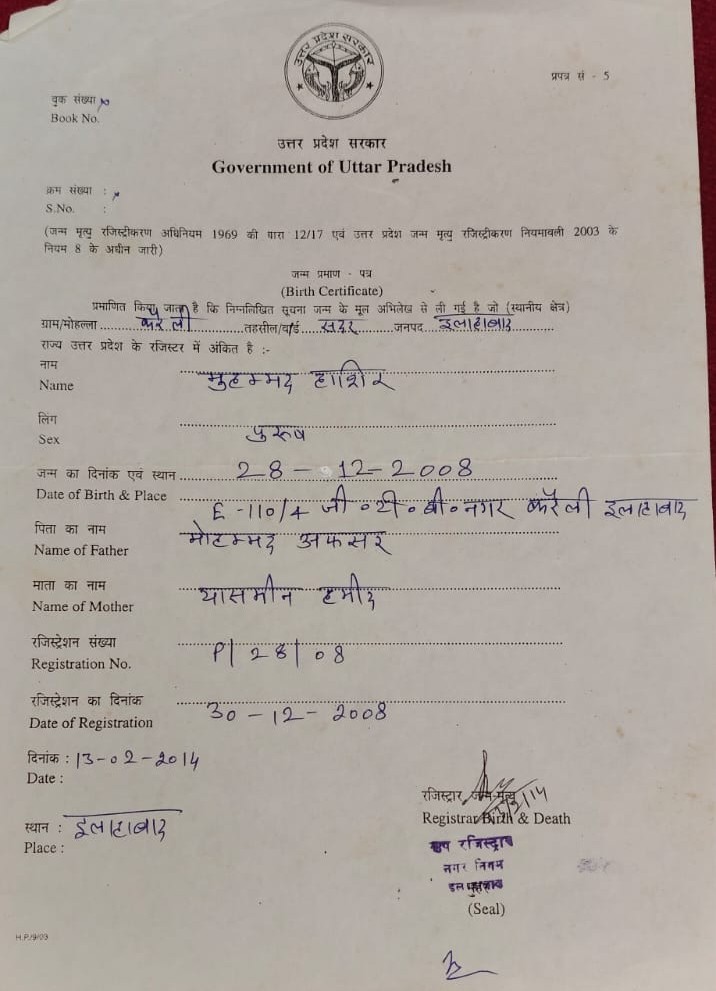 उत्तर प्रदेश सरकार
प्रपत्र सं - 5
बुक संख्या
Book No.
उत्तर प्रदेश सरकार
Government of Uttar Pradesh
क्रम संख्या :
S.No. :
(जन्म मृत्यु रजिस्ट्रीकरण अधिनियम 1969 की धारा 12/17 एवं उत्तर प्रदेश जन्म मृत्यु रजिस्ट्रीकरण नियमावली 2003 के
नियम 8 के अधीन जारी)
जन्म प्रमाण - पत्र
(Birth Certificate)
प्रमाणित किया जाता है कि निम्नलिखित सूचना जन्म के मूल अभिलेख से ली गई है जो (स्थानीय क्षेत्र)
ग्राम/मोहल्ला करेली तहसील/वार्ड सदर जनपद इलाहाबाद
राज्य उत्तर प्रदेश के रजिस्टर में अंकित है :-
नाम
Name मुहम्मद हाशिर
लिंग
Sex पुरुष
जन्म का दिनांक एवं स्थान 28-12-2008
Date of Birth & Place E-110/4 जी०टी०बी०नगर करैली इलाहाबाद
पिता का नाम
Name of Father मोहम्मद अफसर
माता का नाम
Name of Mother यासमीन हमीद
रजिस्ट्रेशन संख्या
Registration No. P/28/08
रजिस्ट्रेशन का दिनांक
Date of Registration 30-12-2008
दिनांक : 13-02-2014
Date :
रजिस्ट्रार, जन्म-मृत्यु
Registrar Birth & Death
स्थान : इलाहाबाद
Place :
उप रजिस्ट्रार
नगर निगम
(Seal)
H.P./9/09